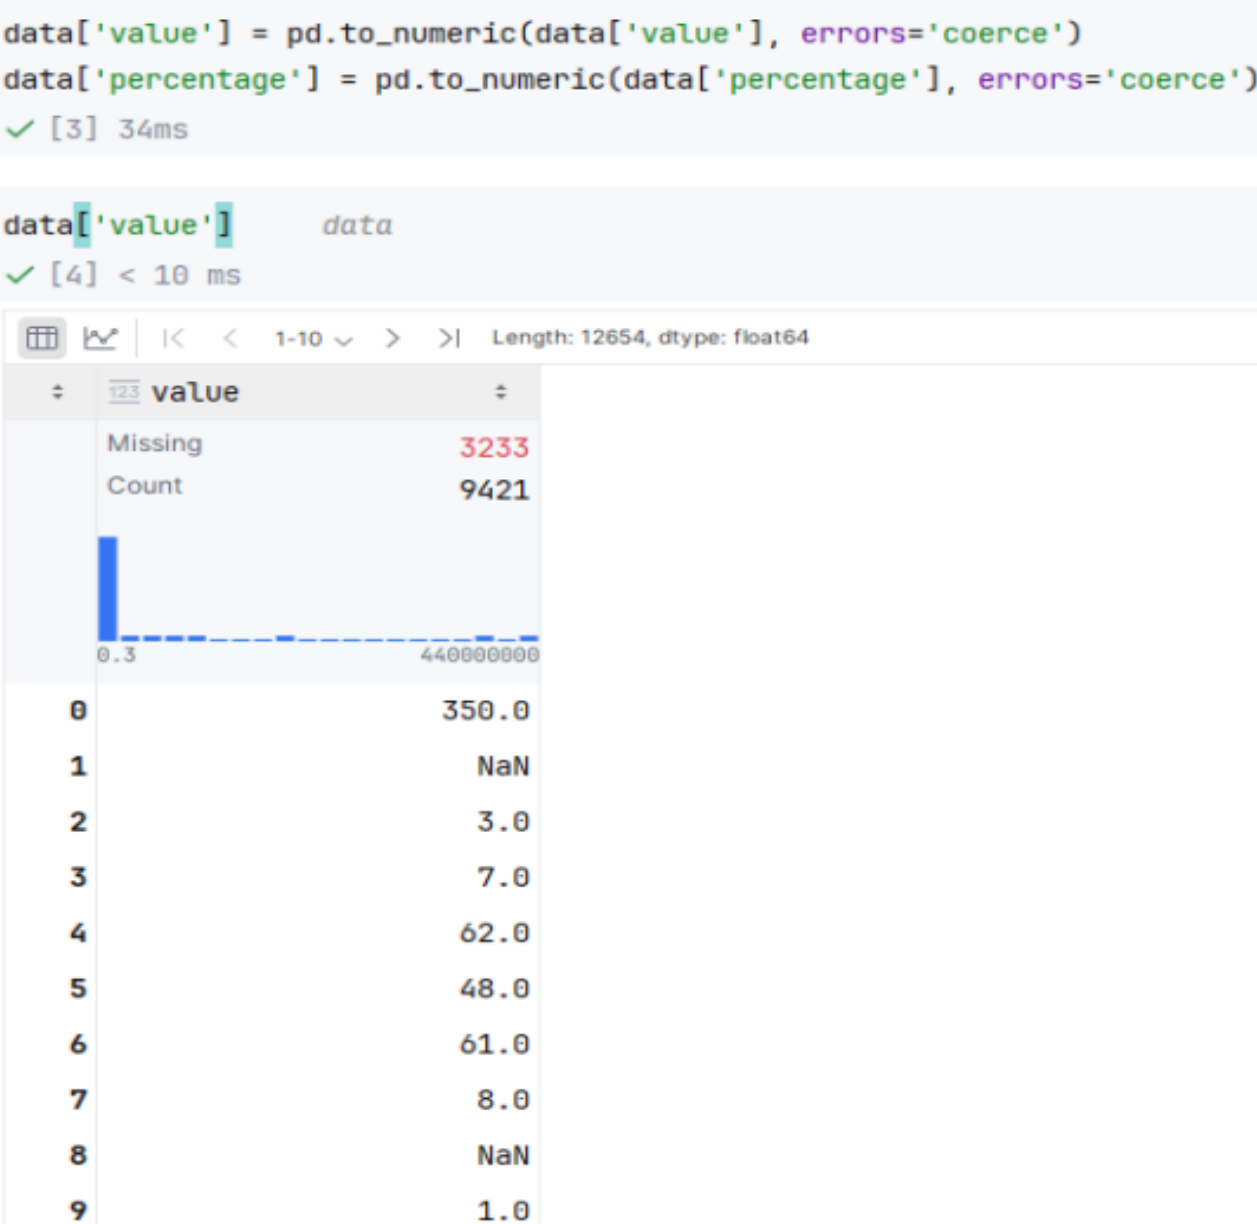 data['value'] = pd.to_numeric(data['value'], errors='coerce')
data['percentage'] = pd.to_numeric(data['percentage'], errors='coerce')
[3] 34ms
data['value'] data
[4] < 10 ms
1-10 Length: 12654, dtype: float64
123 value
Missing 3233
Count 9421
0.3 440000000
0 350.0
1 NaN
2 3.0
3 7.0
4 62.0
5 48.0
6 61.0
7 8.0
8 NaN
9 1.0